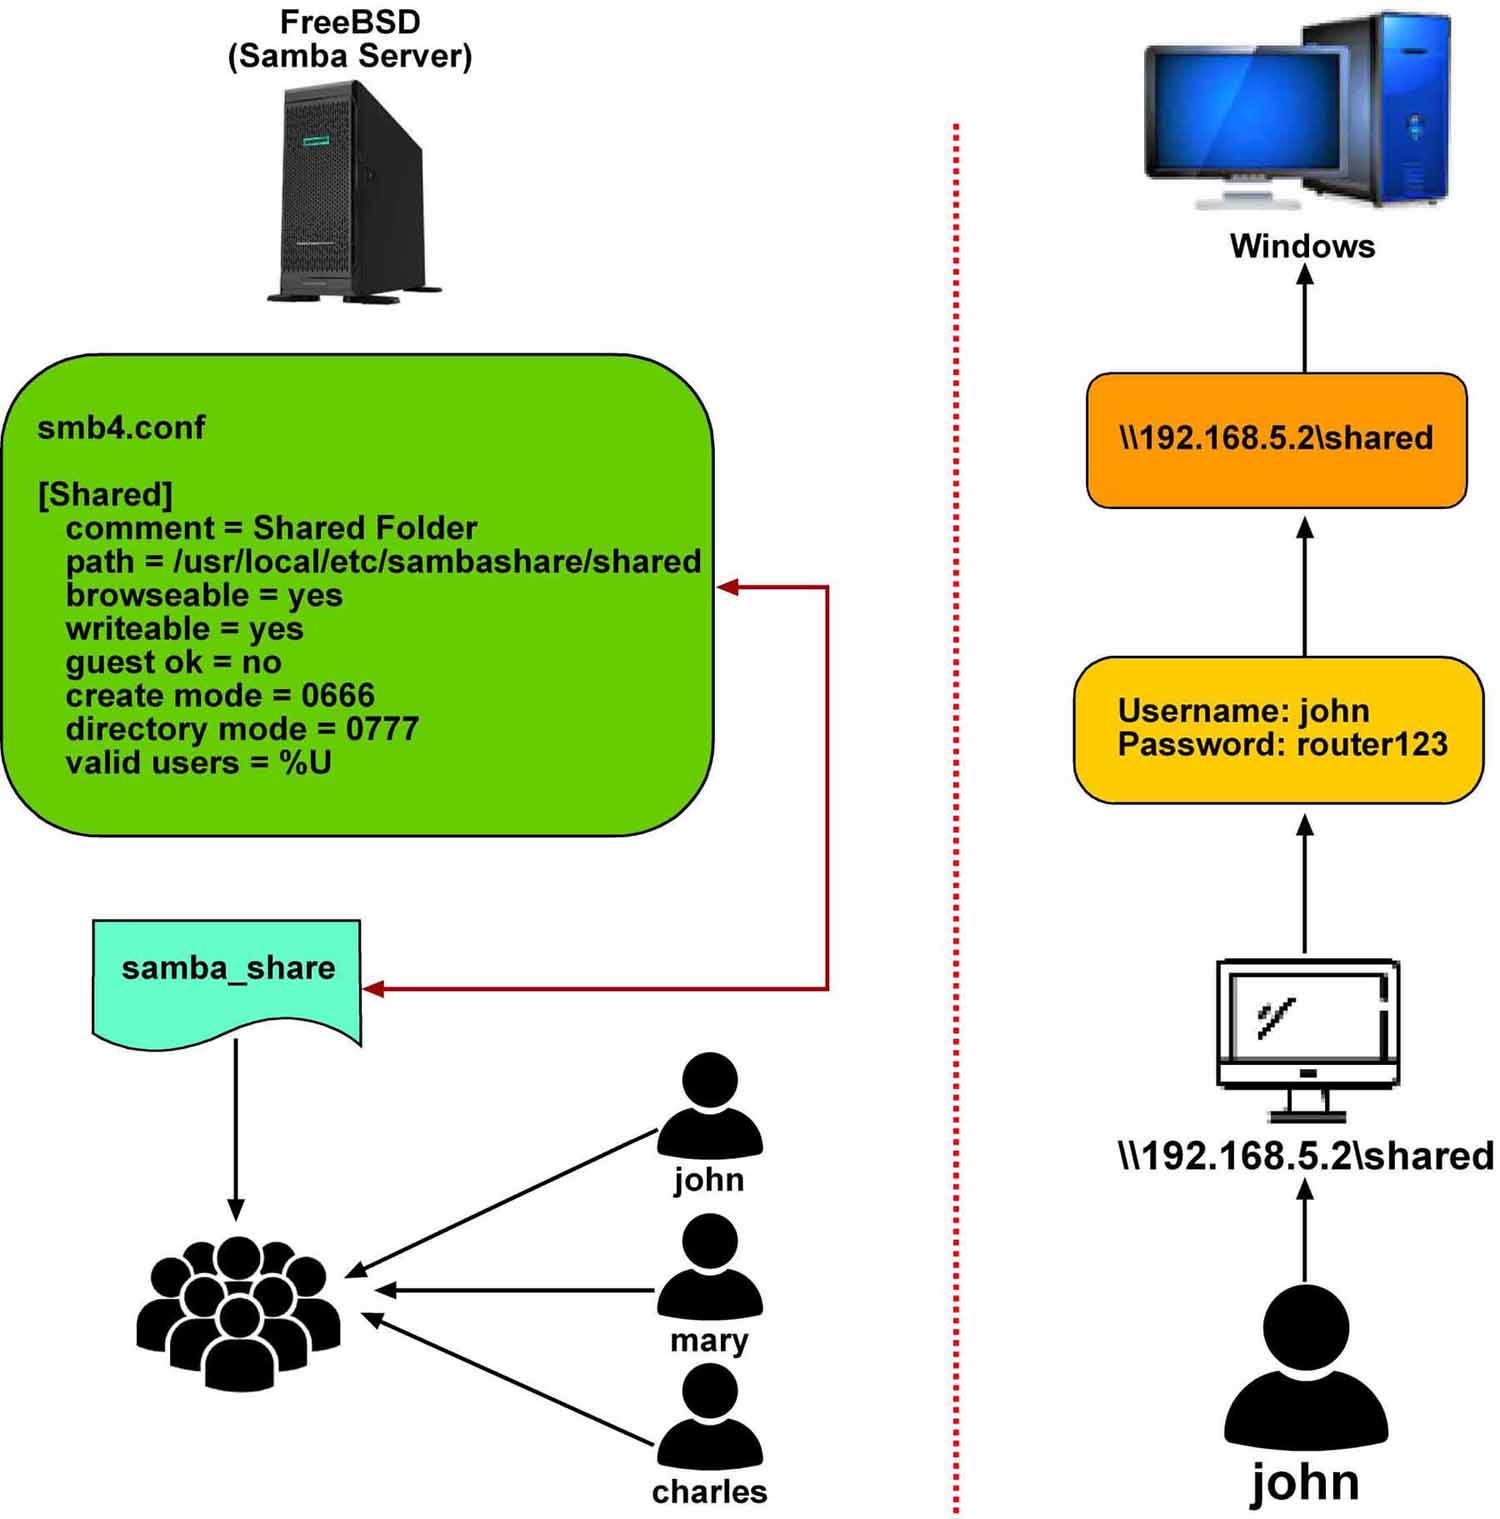 FreeBSD
(Samba Server)
smb4.conf
[Shared]
comment = Shared Folder
path = /usr/local/etc/sambashare/shared
browseable = yes
writeable = yes
guest ok = no
create mode = 0666
directory mode = 0777
valid users = %U
samba_share
john
mary
charles
Windows
\\192.168.5.2\shared
Username: john
Password: router123
\\192.168.5.2\shared
john